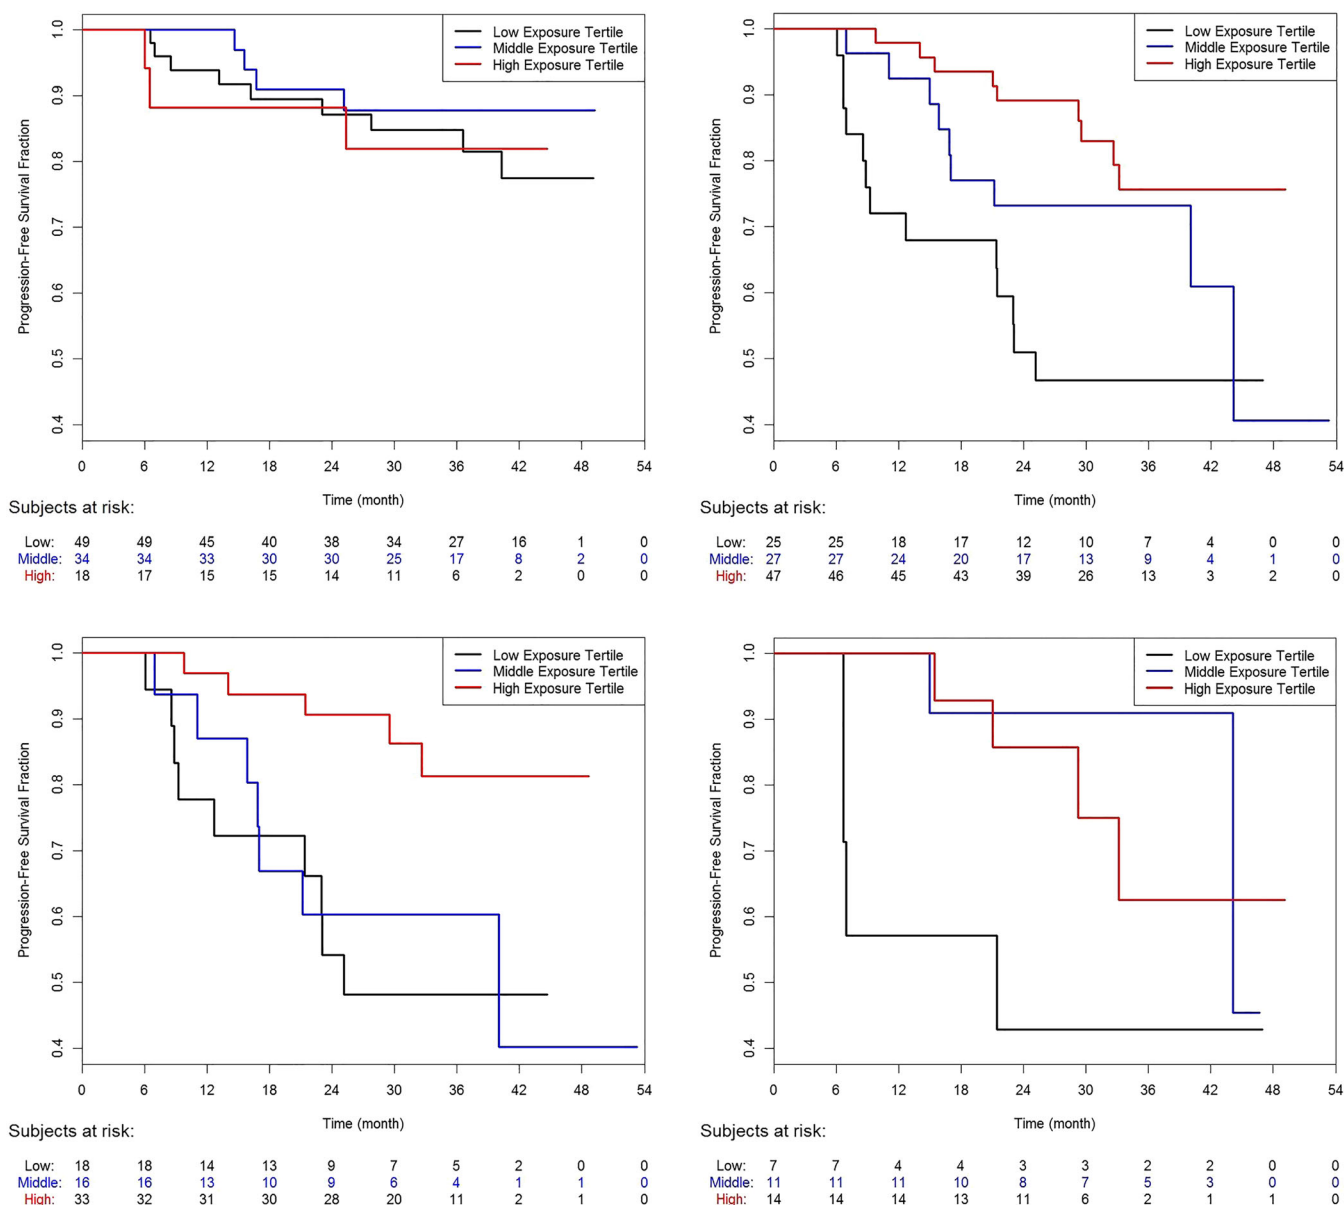 Low Exposure Tertile
Middle Exposure Tertile
High Exposure Tertile
Progression-Free Survival Fraction
1.0
0.9
0.8
0.7
0.6
0.5
0.4
0 6 12 18 24 30 36 42 48 54
Time (month)
Subjects at risk:
Low: 49 49 45 40 38 34 27 16 1 0
Middle: 34 34 33 30 30 25 17 8 2 0
High: 18 17 15 15 14 11 6 2 0 0
Low Exposure Tertile
Middle Exposure Tertile
High Exposure Tertile
Progression-Free Survival Fraction
1.0
0.9
0.8
0.7
0.6
0.5
0.4
0 6 12 18 24 30 36 42 48 54
Time (month)
Subjects at risk:
Low: 25 25 18 17 12 10 7 4 0 0
Middle: 27 27 24 20 17 13 9 4 1 0
High: 47 46 45 43 39 26 13 3 2 0
Low Exposure Tertile
Middle Exposure Tertile
High Exposure Tertile
Progression-Free Survival Fraction
1.0
0.9
0.8
0.7
0.6
0.5
0.4
0 6 12 18 24 30 36 42 48 54
Time (month)
Subjects at risk:
Low: 18 18 14 13 9 7 5 2 0 0
Middle: 16 16 13 10 9 6 4 1 1 0
High: 33 32 31 30 28 20 11 2 1 0
Low Exposure Tertile
Middle Exposure Tertile
High Exposure Tertile
Progression-Free Survival Fraction
1.0
0.9
0.8
0.7
0.6
0.5
0.4
0 6 12 18 24 30 36 42 48 54
Time (month)
Subjects at risk:
Low: 7 7 4 4 3 3 2 2 0 0
Middle: 11 11 11 10 8 7 5 3 0 0
High: 14 14 14 13 11 6 2 1 1 0